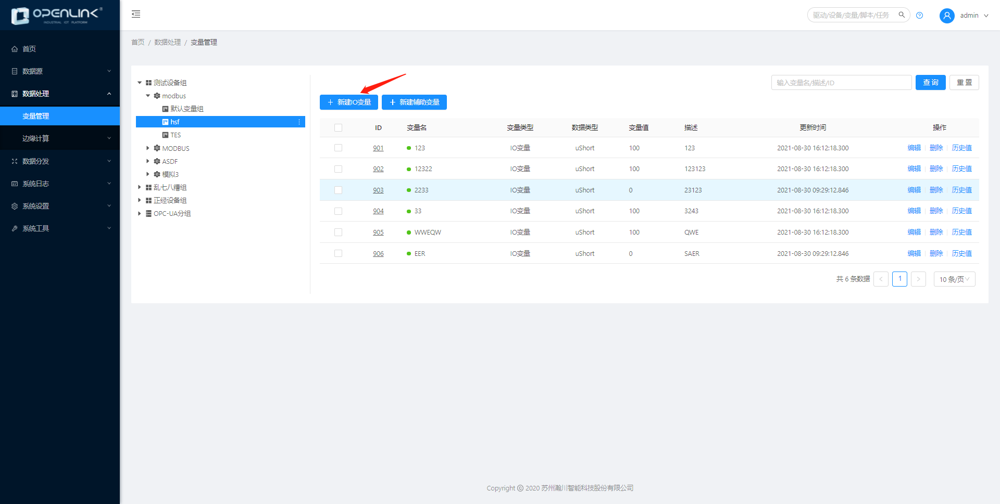 OPENLINK®
INDUSTRIAL IOT PLATFORM
驱动/设备/变量/脚本/任务
admin
首页
数据源
数据处理
变量管理
边缘计算
数据分发
系统日志
系统设置
系统工具
首页 / 数据处理 / 变量管理
测试设备组
modbus
默认变量组
hsf
TES
MODBUS
ASDF
模拟3
乱七八糟组
正经设备组
OPC-UA分组
输入变量名/描述/ID
查 询
重 置
+ 新建IO变量
+ 新建辅助变量
ID 变量名 变量类型 数据类型 变量值 描述 更新时间 操作
901 123 IO变量 uShort 100 123 2021-08-30 16:12:18.300 编辑 删除 历史值
902 12322 IO变量 uShort 100 123123 2021-08-30 16:12:18.300 编辑 删除 历史值
903 2233 IO变量 uShort 0 23123 2021-08-30 09:29:12.846 编辑 删除 历史值
904 33 IO变量 uShort 100 3243 2021-08-30 16:12:18.300 编辑 删除 历史值
905 WWEQW IO变量 uShort 100 QWE 2021-08-30 16:12:18.300 编辑 删除 历史值
906 EER IO变量 uShort 0 SAER 2021-08-30 09:29:12.846 编辑 删除 历史值
共 6 条数据 < 1 > 10 条/页
Copyright © 2020 苏州瀚川智能科技股份有限公司